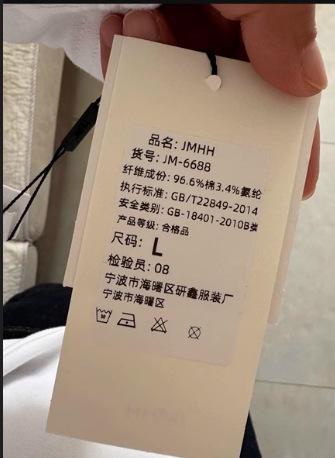 品名: JMHH
货号: JM-6688
纤维成份: 96.6%棉3.4%氨纶
执行标准: GB/T22849-2014
安全类别: GB-18401-2010B类
产品等级: 合格品
尺码: L
检验员: 08
宁波市海曙区研鑫服装厂
宁波市海曙区